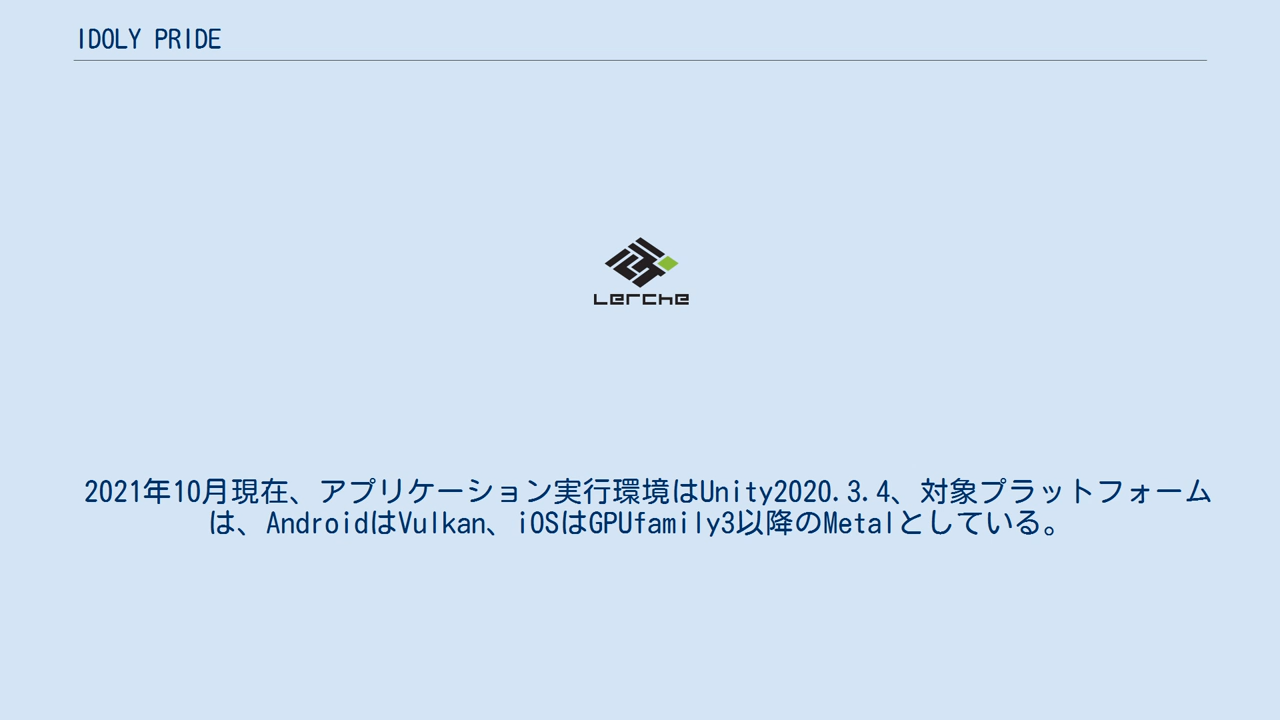 IDOLY PRIDE
Lerche
2021年10月現在、アプリケーション実行環境はUnity2020.3.4、対象プラットフォーム
は、AndroidはVulkan、iOSはGPUfamily3以降のMetalとしている。